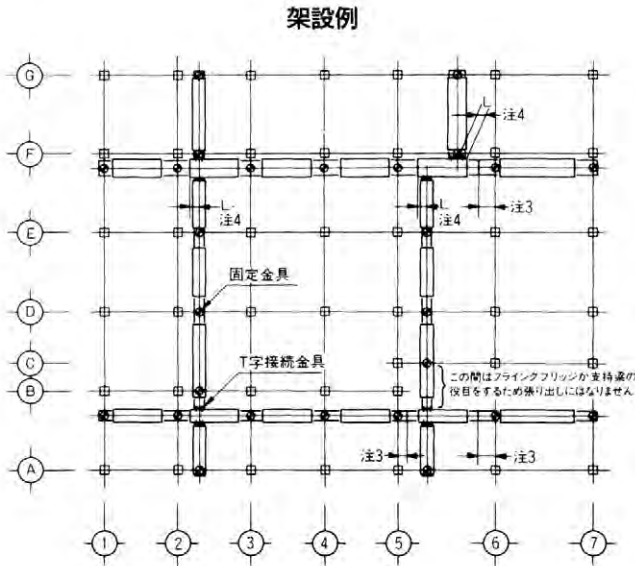 架設例
G
L
注4
F
L
注4
L
注4
注3
E
固定金具
D
T字接続金具
C
この間はフライングフリッジが支持梁の
役目をするため張り出しにはなりません
B
注3
注3
A
1
2
3
4
5
6
7